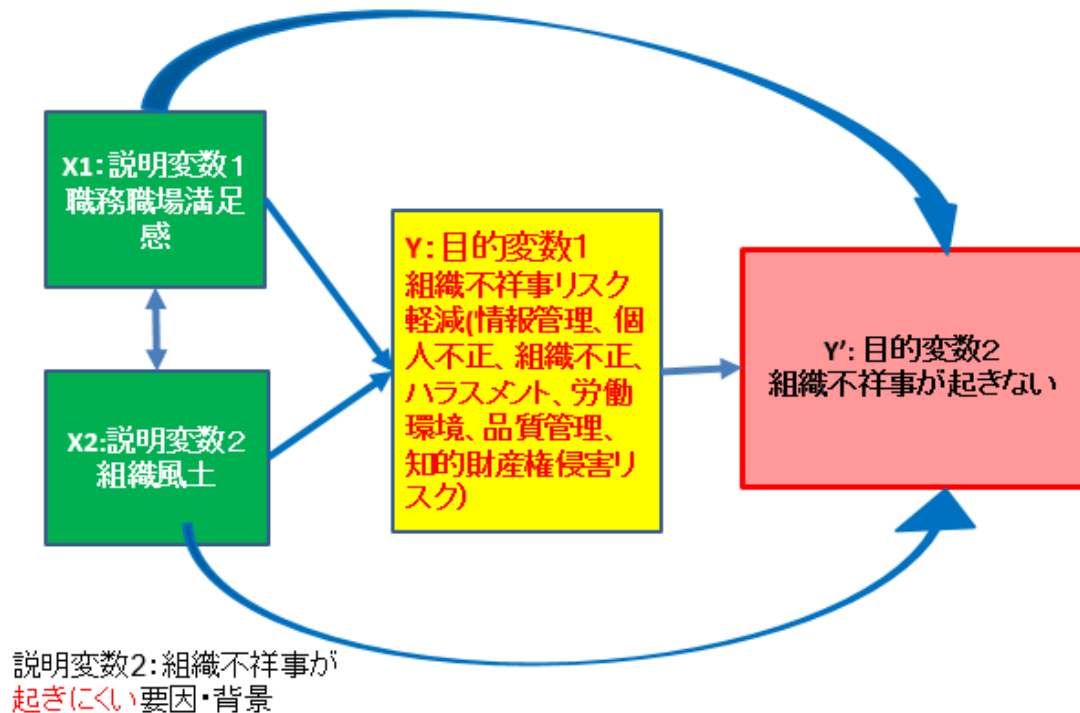 X1:説明変数1
職務職場満足
感
X2:説明変数2
組織風土
Y:目的変数1
組織不祥事リスク
軽減(情報管理、個
人不正、組織不正、
ハラスメント、労働
環境、品質管理、
知的財産権侵害リ
スク)
Y’:目的変数2
組織不祥事が起きない
説明変数2:組織不祥事が
起きにくい要因・背景